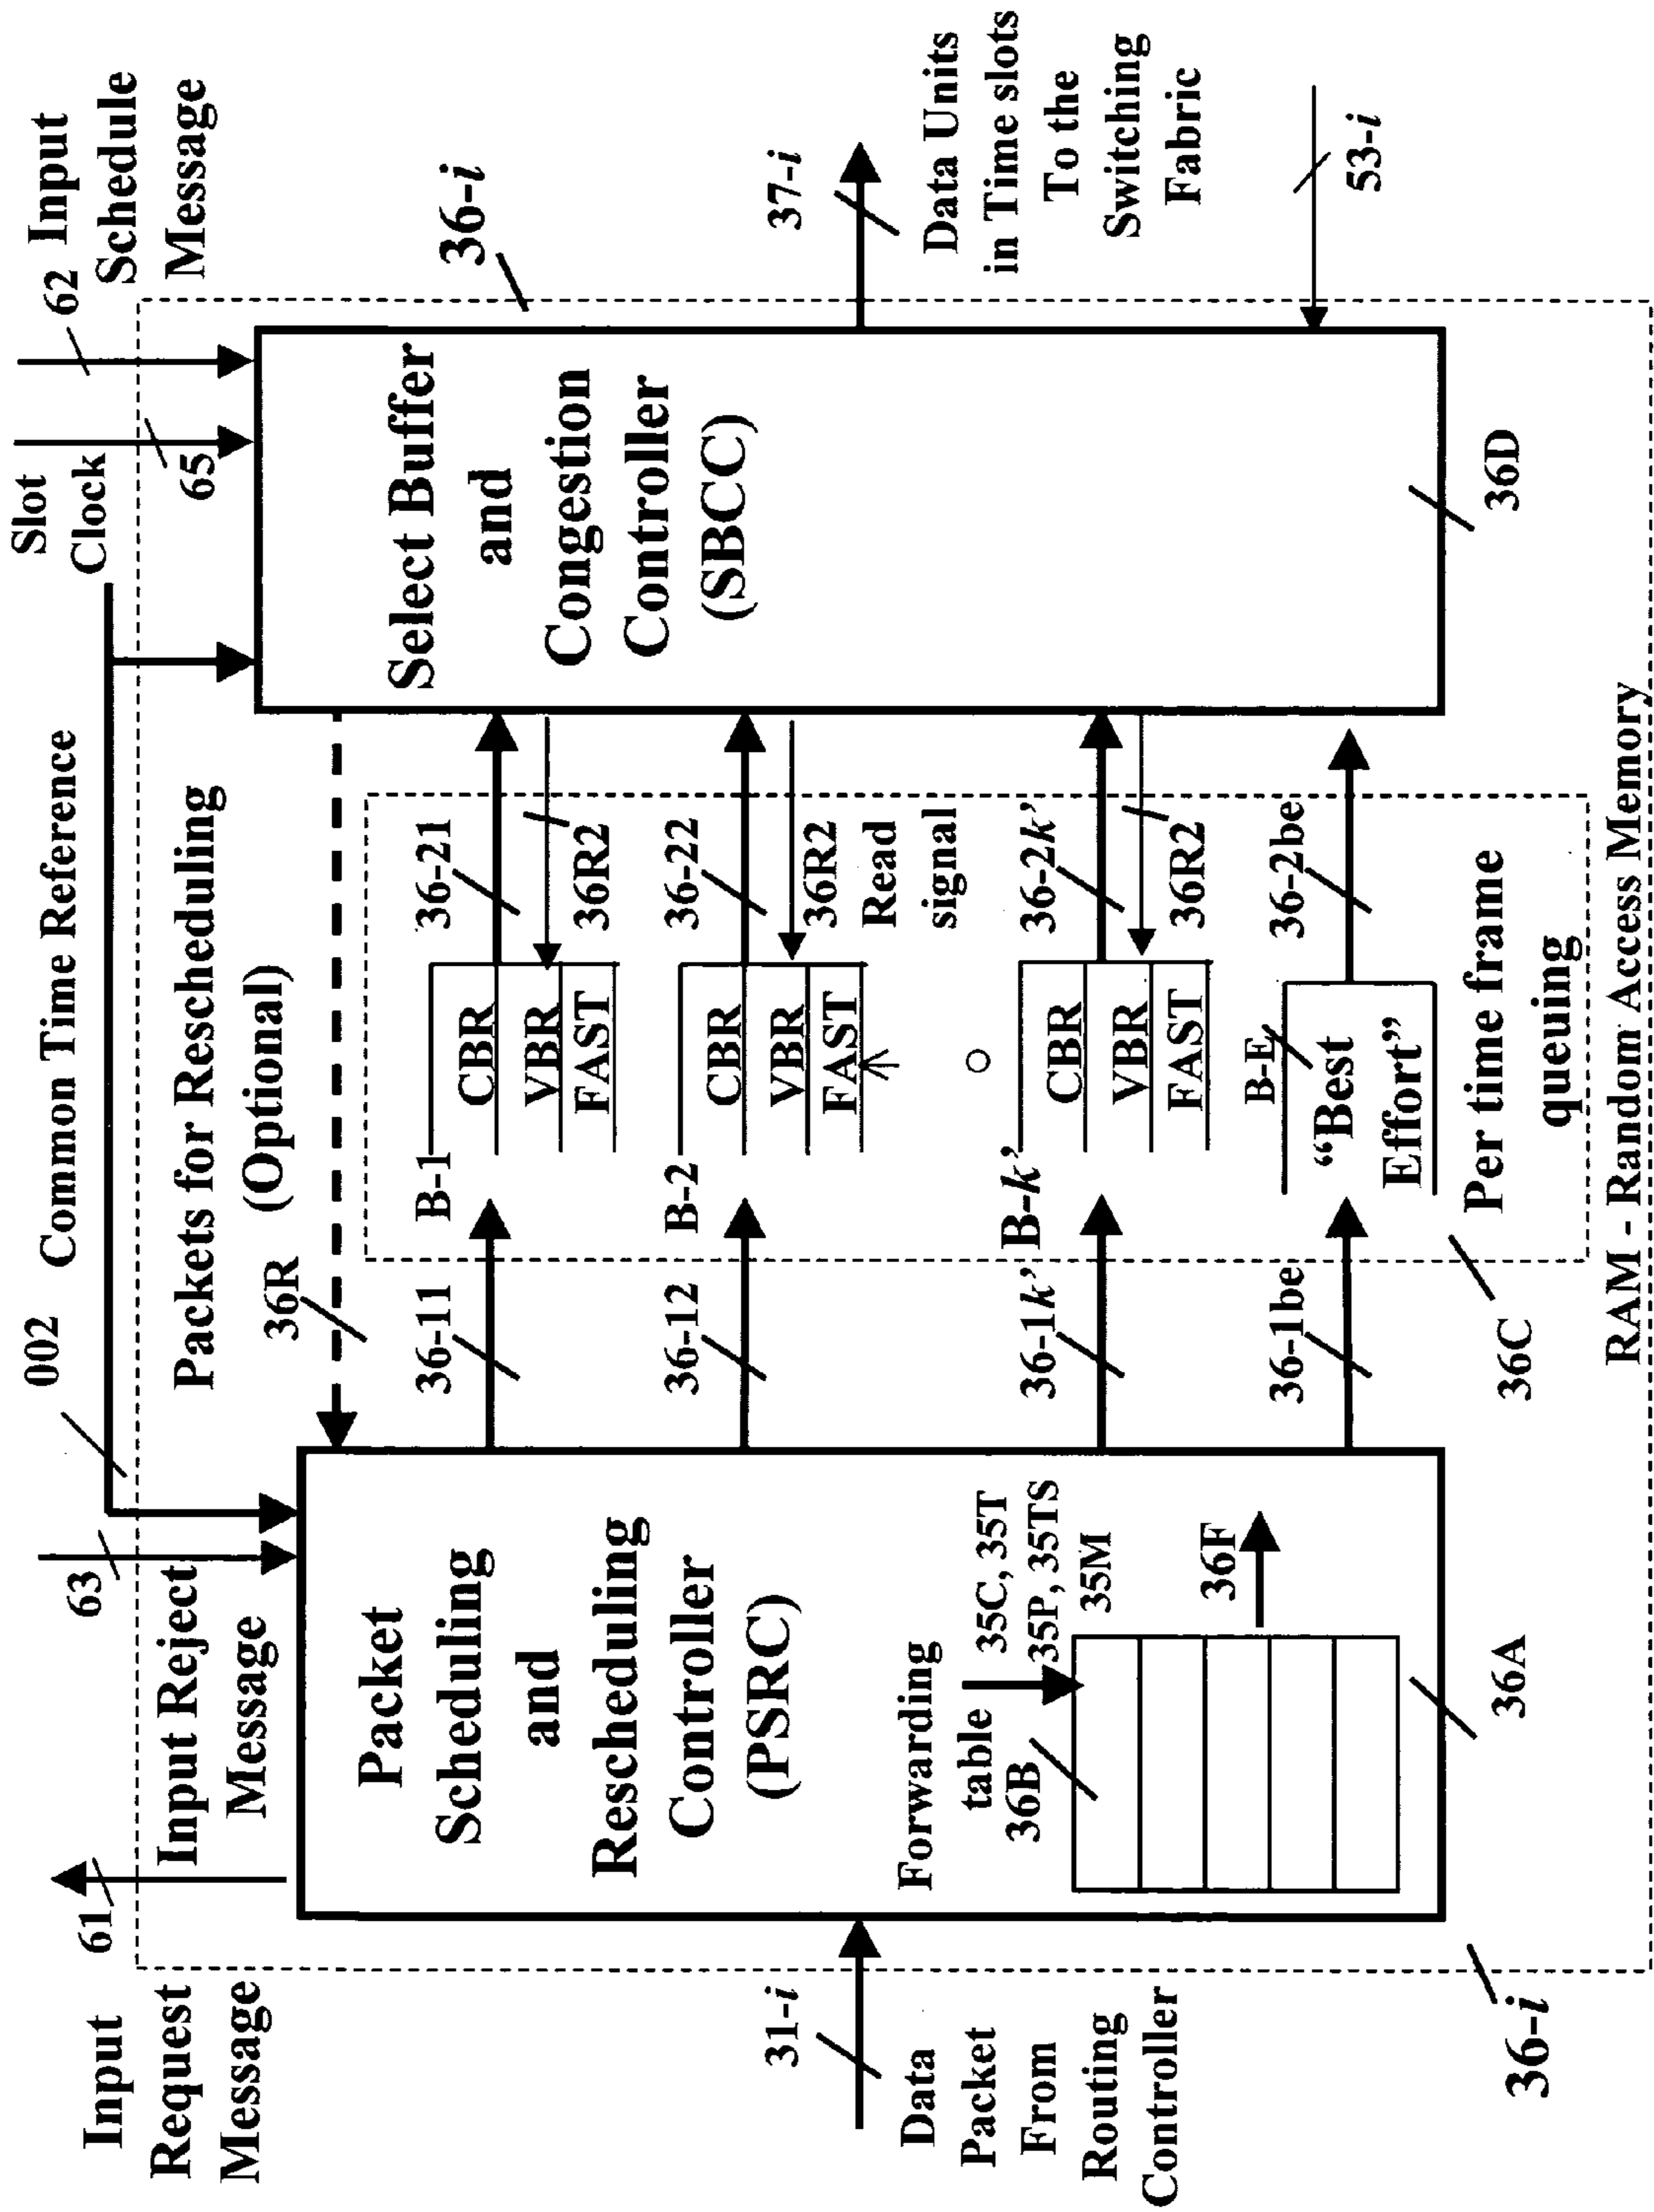 002
Common Time Reference
Slot
Clock
65
62
Input
Schedule
Message
Input
Request
Message
61
Input Reject
Message
63
Packets for Rescheduling
(Optional)
36R
36-i
Packet
Scheduling
and
Rescheduling
Controller
(PSRC)
31-i
Data
Packet
From
Routing
Controller
Forwarding
table
36B
35C, 35T
35P, 35TS
35M
36F
36A
36-i
36-11
B-1
CBR
VBR
FAST
36-21
36R2
36-12
B-2
CBR
VBR
FAST
36-22
36R2
Read
signal
36-1k’
B-k’
CBR
VBR
FAST
36-2k’
36R2
36-1be
B-E
“Best
Effort”
36-2be
Per time frame
queuing
36C
RAM - Random Access Memory
Select Buffer
and
Congestion
Controller
(SBCC)
36D
37-i
Data Units
in Time slots
To the
Switching
Fabric
53-i